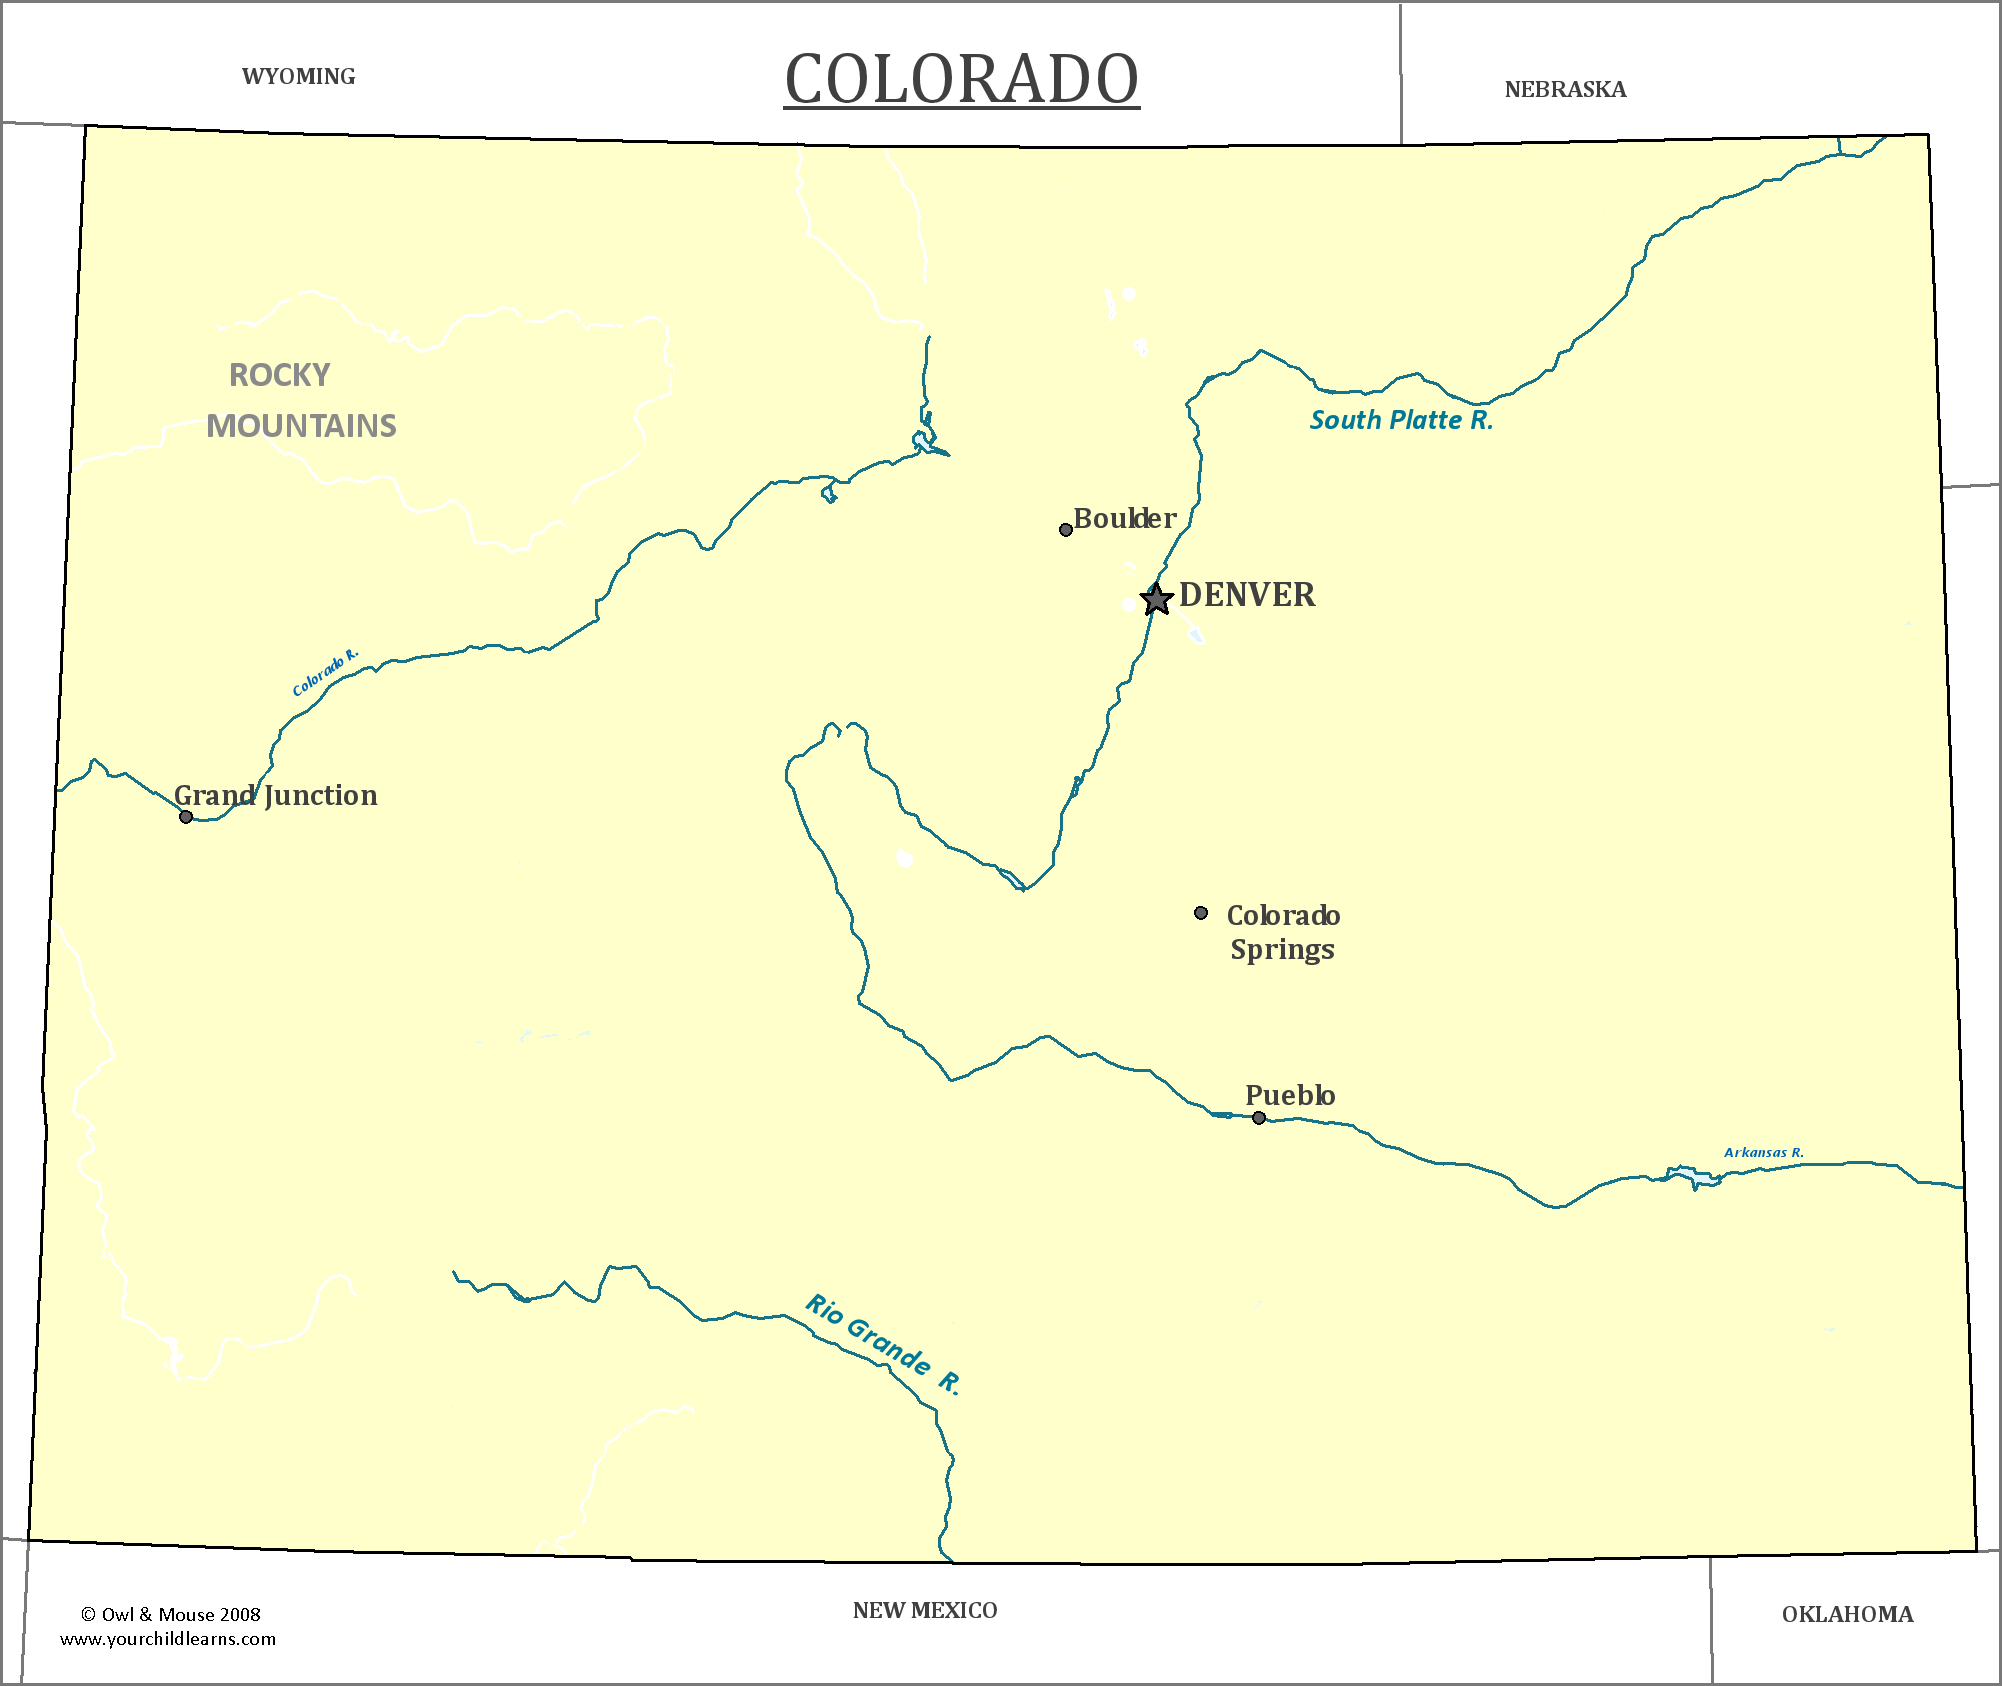 COLORADO
WYOMING
NEBRASKA
ROCKY
MOUNTAINS
South Platte R.
Boulder
DENVER
Colorado R.
Grand Junction
Colorado
Springs
Pueblo
Arkansas R.
Rio Grande R.
NEW MEXICO
OKLAHOMA
© Owl & Mouse 2008
www.yourchildlearns.com